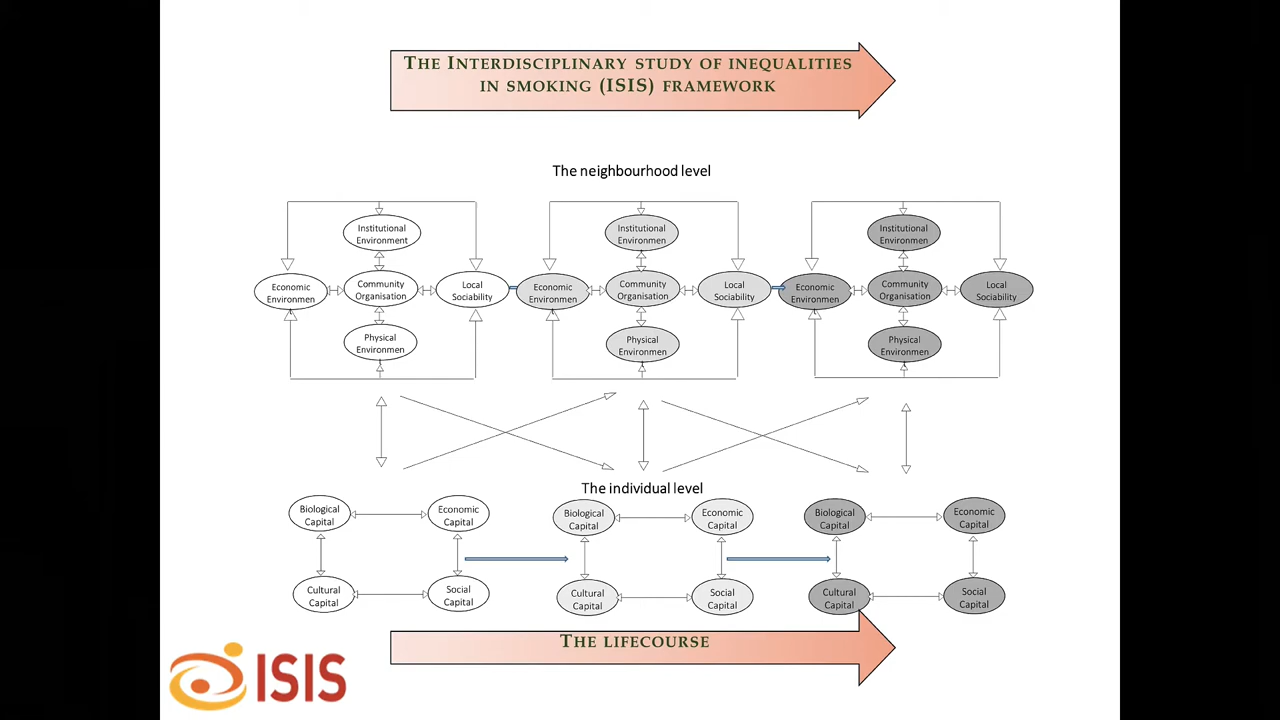 THE INTERDISCIPLINARY STUDY OF INEQUALITIES
IN SMOKING (ISIS) FRAMEWORK
The neighbourhood level
Institutional
Environment
Economic
Environmen
Community
Organisation
Local
Sociability
Physical
Environmen
Institutional
Environmen
Economic
Environmen
Community
Organisation
Local
Sociability
Physical
Environmen
Institutional
Environmen
Economic
Environmen
Community
Organisation
Local
Sociability
Physical
Environmen
The individual level
Biological
Capital
Economic
Capital
Cultural
Capital
Social
Capital
Biological
Capital
Economic
Capital
Cultural
Capital
Social
Capital
Biological
Capital
Economic
Capital
Cultural
Capital
Social
Capital
THE LIFECOURSE
ISIS